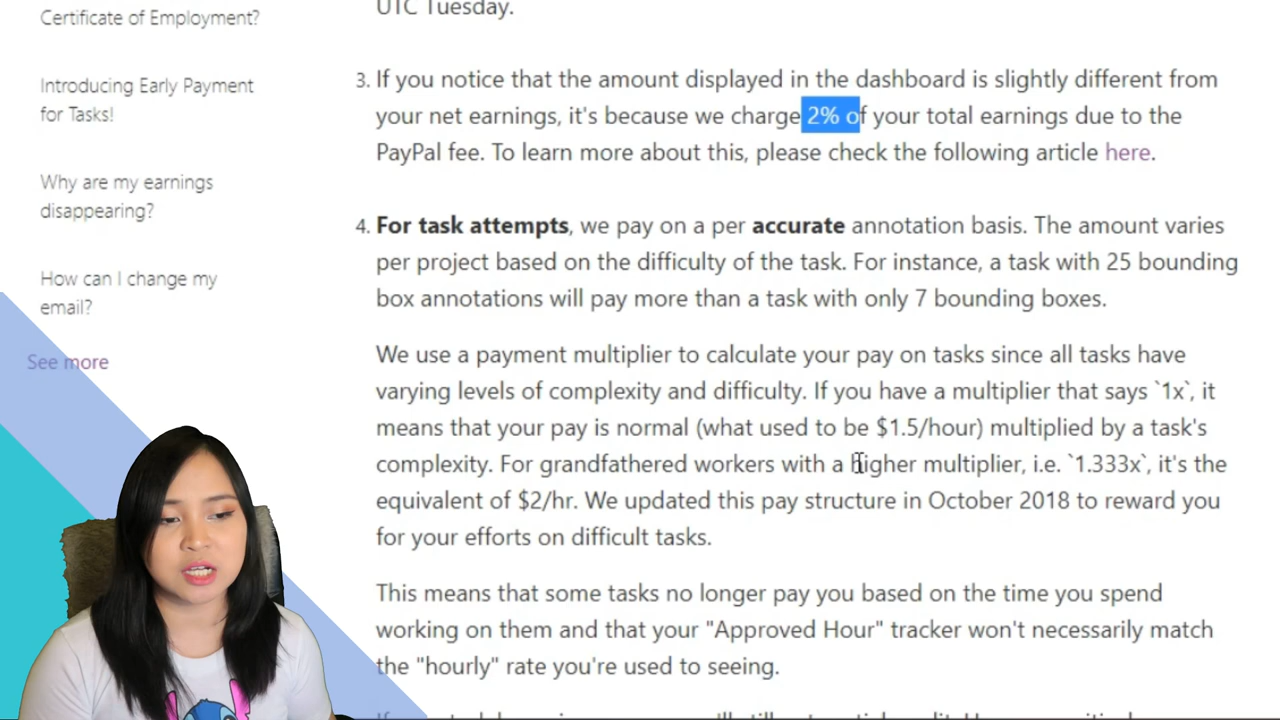 Certificate of Employment?
Introducing Early Payment
for Tasks!
Why are my earnings
disappearing?
How can I change my
email?
See more
UTC Tuesday.
3. If you notice that the amount displayed in the dashboard is slightly different from
your net earnings, it's because we charge 2% of your total earnings due to the
PayPal fee. To learn more about this, please check the following article here.
4. For task attempts, we pay on a per accurate annotation basis. The amount varies
per project based on the difficulty of the task. For instance, a task with 25 bounding
box annotations will pay more than a task with only 7 bounding boxes.
We use a payment multiplier to calculate your pay on tasks since all tasks have
varying levels of complexity and difficulty. If you have a multiplier that says `1x`, it
means that your pay is normal (what used to be $1.5/hour) multiplied by a task's
complexity. For grandfathered workers with a higher multiplier, i.e. `1.333x`, it's the
equivalent of $2/hr. We updated this pay structure in October 2018 to reward you
for your efforts on difficult tasks.
This means that some tasks no longer pay you based on the time you spend
working on them and that your "Approved Hour" tracker won't necessarily match
the "hourly" rate you're used to seeing.